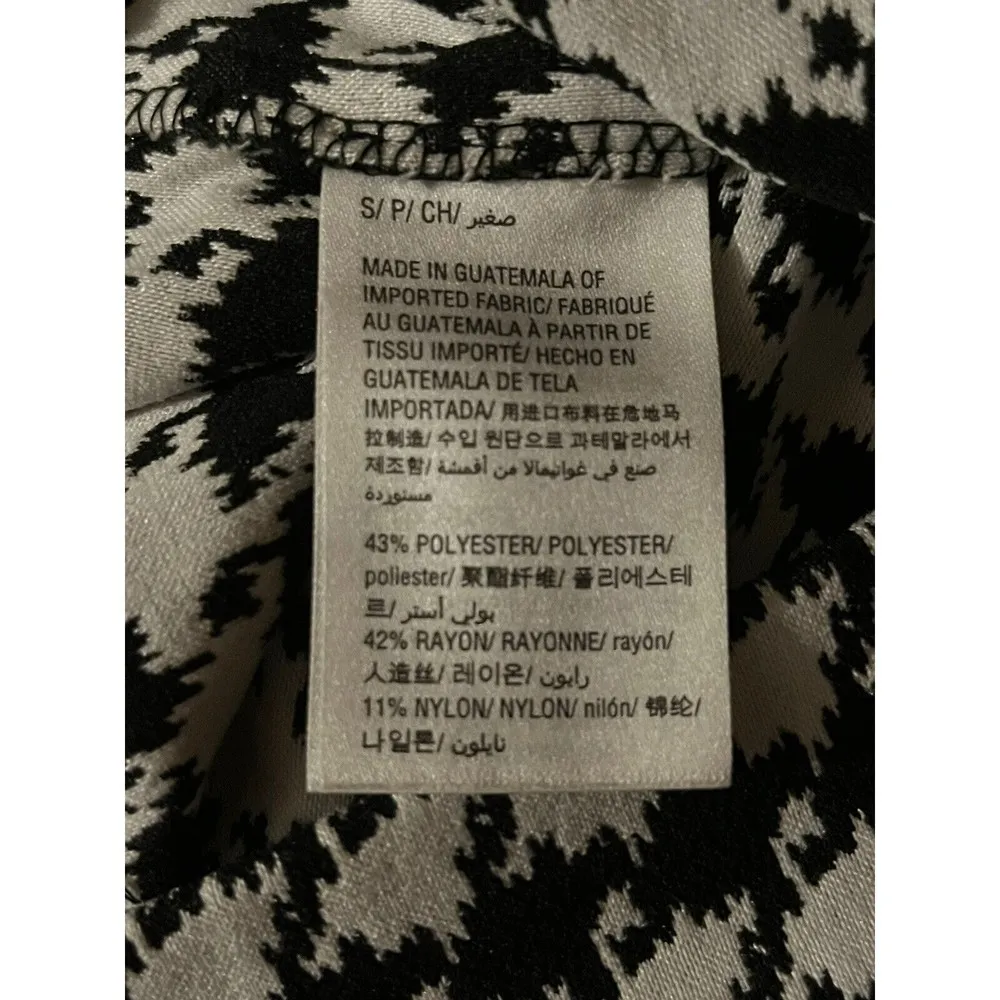 S/ P/ CH/ صغير
MADE IN GUATEMALA OF
IMPORTED FABRIC/ FABRIQUÉ
AU GUATEMALA À PARTIR DE
TISSU IMPORTÉ/ HECHO EN
GUATEMALA DE TELA
IMPORTADA/ 用进口布料在危地马
拉制造/ 수입 원단으로 과테말라에서
제조함/ صنع في غواتيمالا من أقمشة
مستوردة
43% POLYESTER/ POLYESTER/
poliester/ 聚酯纤维/ 폴리에스테
르/ بولي أستر
42% RAYON/ RAYONNE/ rayón/
人造丝/ 레이온/ رايون
11% NYLON/ NYLON/ nilón/ 锦纶/
나일론/ نايلون